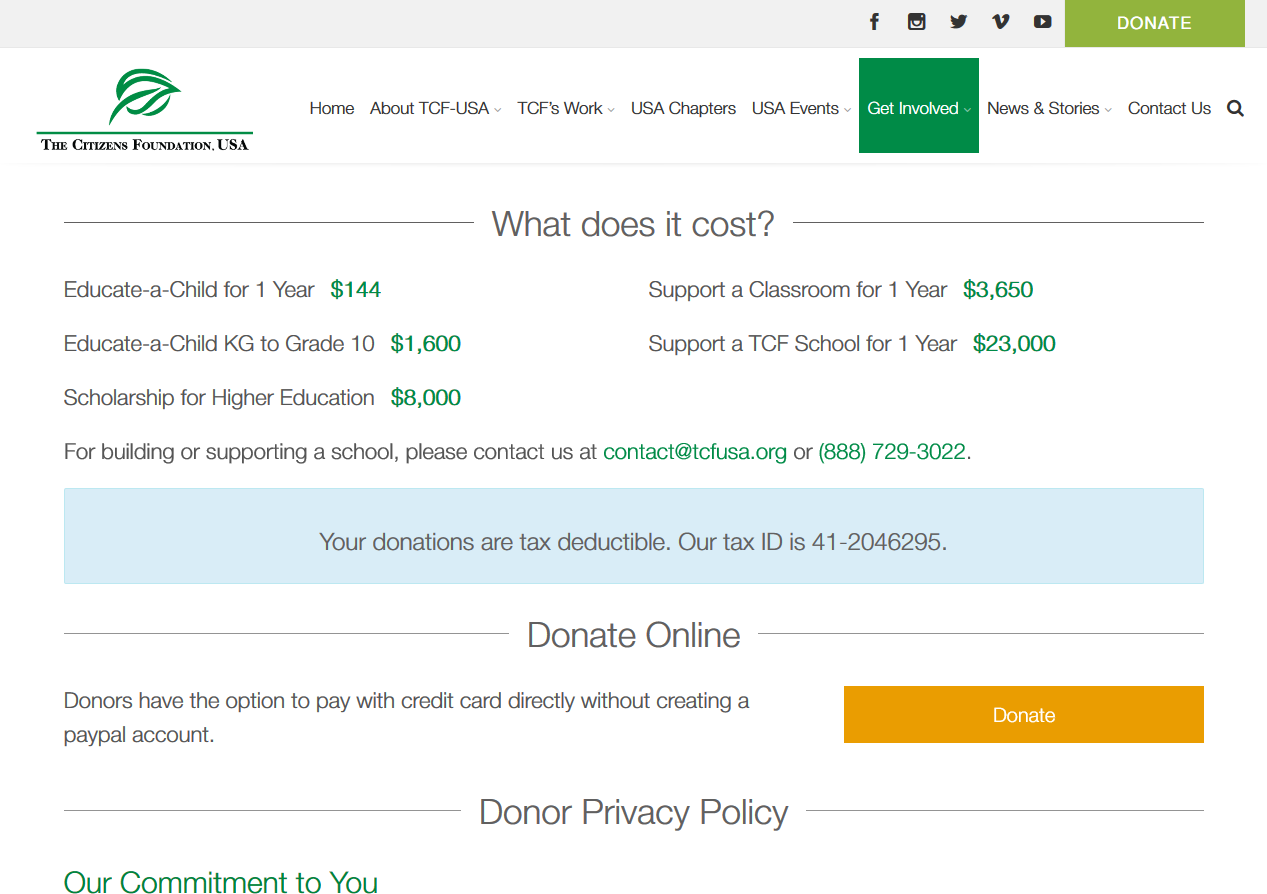 DONATE
THE CITIZENS FOUNDATION, USA
Home About TCF-USA TCF's Work USA Chapters USA Events Get Involved News & Stories Contact Us
What does it cost?
Educate-a-Child for 1 Year $144
Support a Classroom for 1 Year $3,650
Educate-a-Child KG to Grade 10 $1,600
Support a TCF School for 1 Year $23,000
Scholarship for Higher Education $8,000
For building or supporting a school, please contact us at contact@tcfusa.org or (888) 729-3022.
Your donations are tax deductible. Our tax ID is 41-2046295.
Donate Online
Donors have the option to pay with credit card directly without creating a
paypal account.
Donate
Donor Privacy Policy
Our Commitment to You